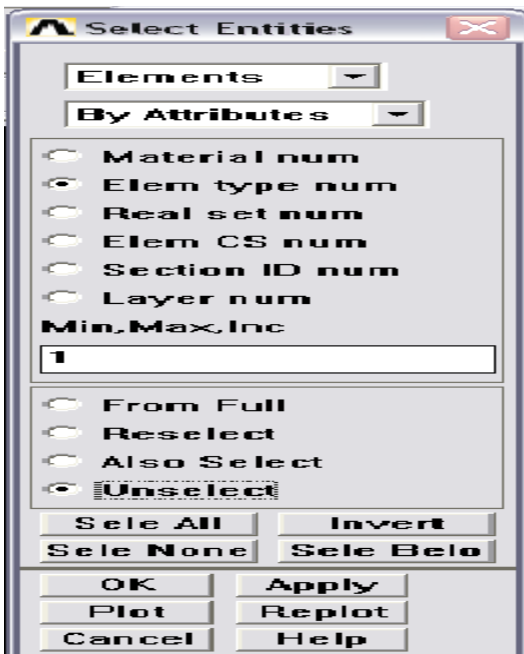 Select Entities
Elements
By Attributes
Material num
Elem type num
Real set num
Elem CS num
Section ID num
Layer num
Min,Max,Inc
1
From Full
Reselect
Also Select
Unselect
Sele All Invert
Sele None Sele Belo
OK Apply
Plot Replot
Cancel Help